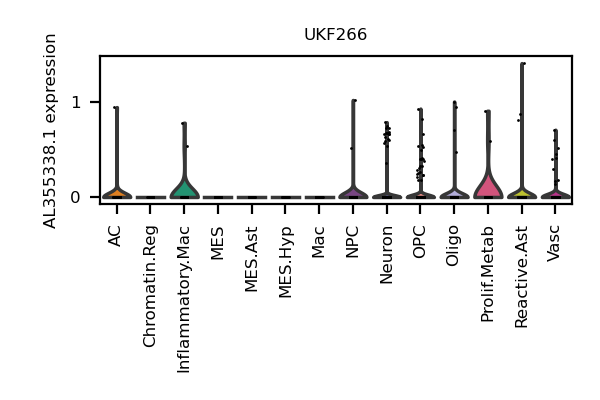 UKF266
AL355338.1 expression
1
0
AC
Chromatin.Reg
Inflammatory.Mac
MES
MES.Ast
MES.Hyp
Mac
NPC
Neuron
OPC
Oligo
Prolif.Metab
Reactive.Ast
Vasc